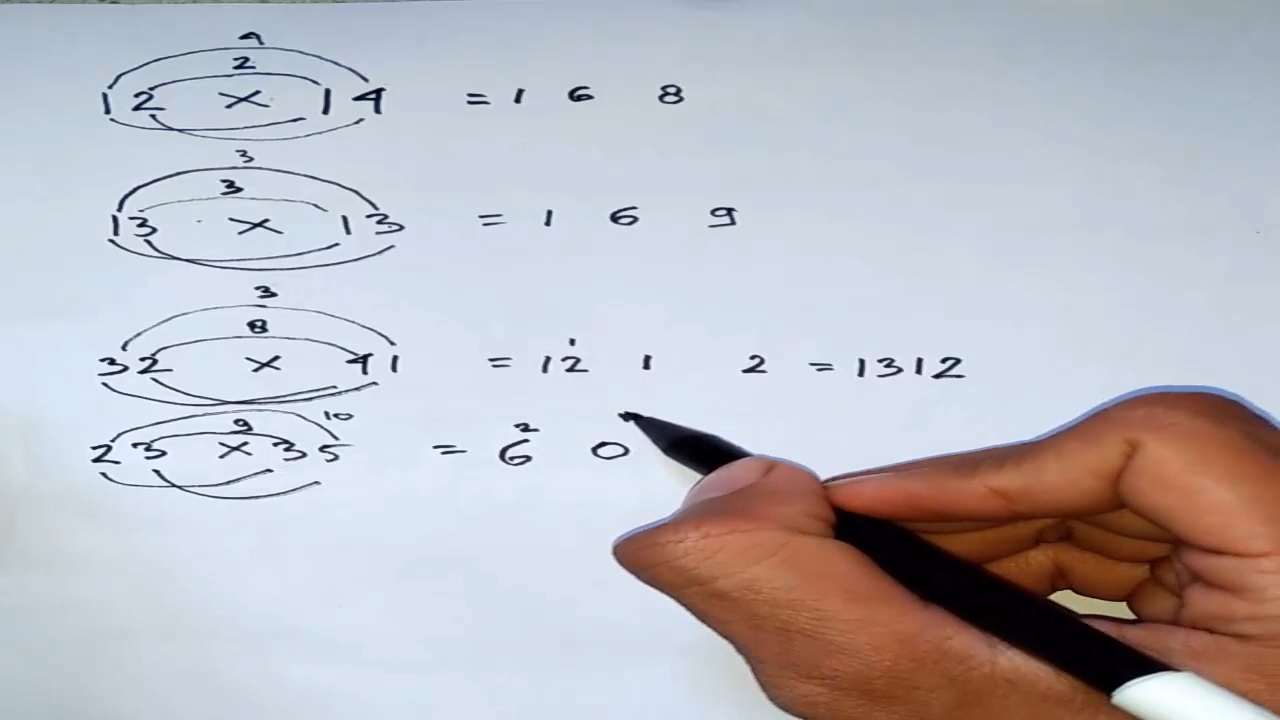 4
2
12 × 14 = 1 6 8
3
3
13 × 13 = 1 6 9
3
8 1
32 × 41 = 12 1 2 = 1312
10
9 2
23 × 35 = 6 0